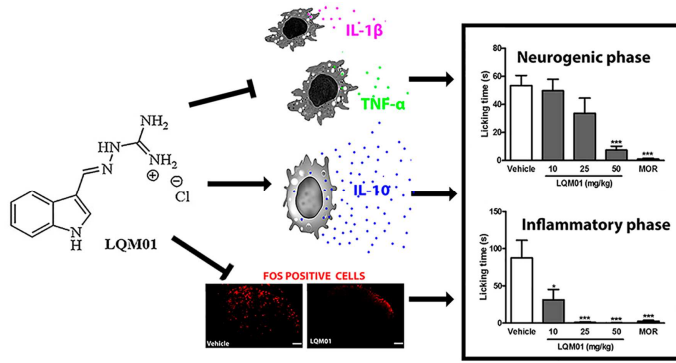 IL-1β
TNF-α
NH₂
HN
N
NH₂
+
−
Cl
N
H
LQM01
IL-10
FOS POSITIVE CELLS
Vehicle
LQM01
Neurogenic phase
Licking time (s)
80
60
40
20
0
***
***
Vehicle
10
25
50
MOR
LQM01 (mg/kg)
Inflammatory phase
Licking time (s)
150
100
50
0
*
***
***
***
Vehicle
10
25
50
MOR
LQM01 (mg/kg)